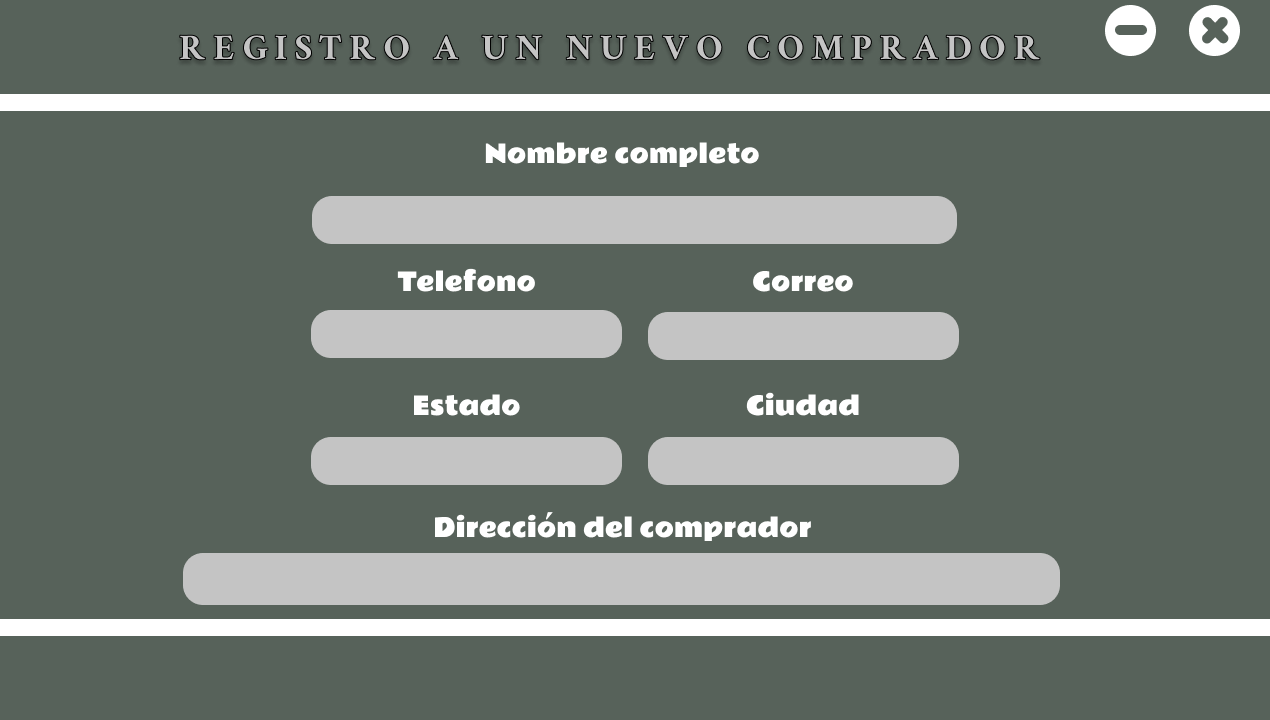 REGISTRO A UN NUEVO COMPRADOR
Nombre completo
Telefono
Correo
Estado
Ciudad
Dirección del comprador